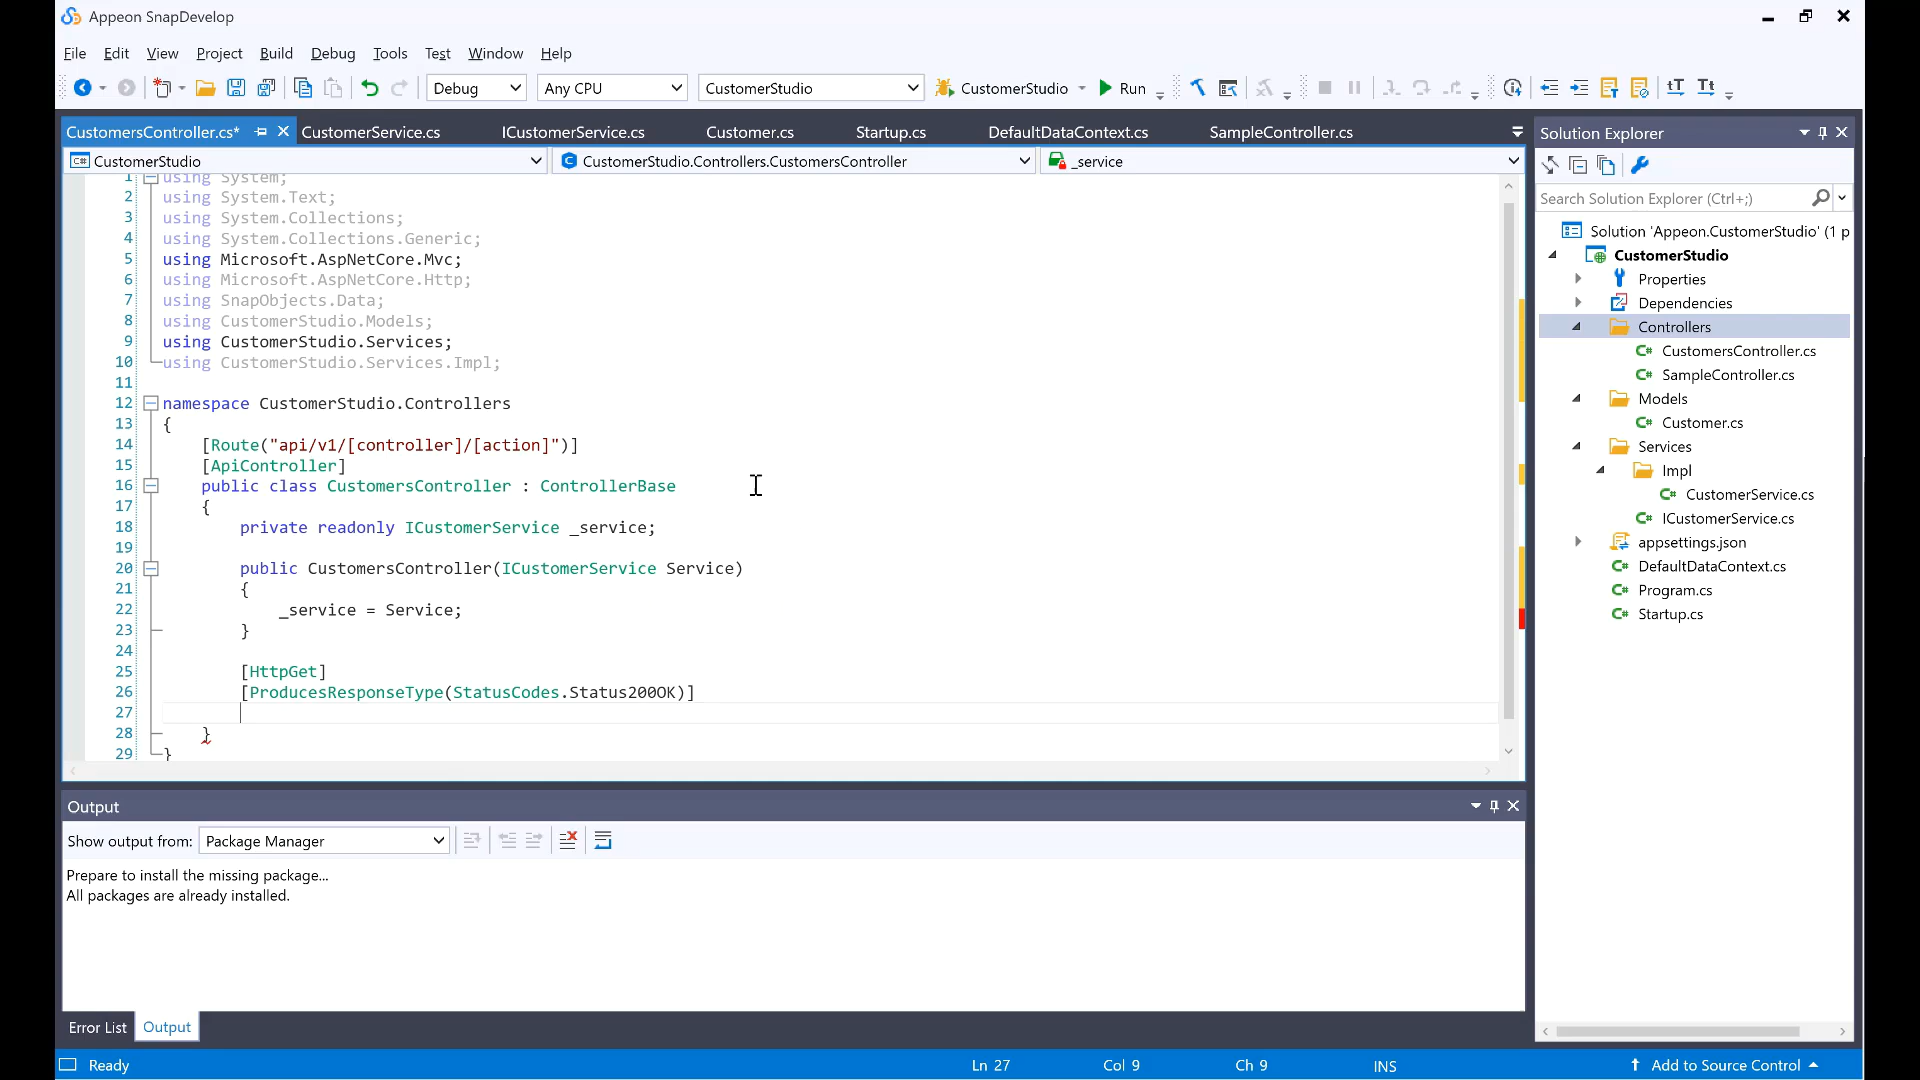 Appeon SnapDevelop
File Edit View Project Build Debug Tools Test Window Help
Debug Any CPU CustomerStudio CustomerStudio Run
CustomersController.cs* CustomerService.cs ICustomerService.cs Customer.cs Startup.cs DefaultDataContext.cs SampleController.cs
CustomerStudio CustomerStudio.Controllers.CustomersController _service
1 using System;
2 using System.Text;
3 using System.Collections;
4 using System.Collections.Generic;
5 using Microsoft.AspNetCore.Mvc;
6 using Microsoft.AspNetCore.Http;
7 using SnapObjects.Data;
8 using CustomerStudio.Models;
9 using CustomerStudio.Services;
10 using CustomerStudio.Services.Impl;
11
12 namespace CustomerStudio.Controllers
13 {
14 [Route("api/v1/[controller]/[action]")]
15 [ApiController]
16 public class CustomersController : ControllerBase
17 {
18 private readonly ICustomerService _service;
19
20 public CustomersController(ICustomerService Service)
21 {
22 _service = Service;
23 }
24
25 [HttpGet]
26 [ProducesResponseType(StatusCodes.Status200OK)]
27
28 }
29 }
Output
Show output from: Package Manager
Prepare to install the missing package...
All packages are already installed.
Error List Output
Solution Explorer
Search Solution Explorer (Ctrl+;)
Solution 'Appeon.CustomerStudio' (1 p
CustomerStudio
Properties
Dependencies
Controllers
CustomersController.cs
SampleController.cs
Models
Customer.cs
Services
Impl
CustomerService.cs
ICustomerService.cs
appsettings.json
DefaultDataContext.cs
Program.cs
Startup.cs
Ready Ln 27 Col 9 Ch 9 INS Add to Source Control